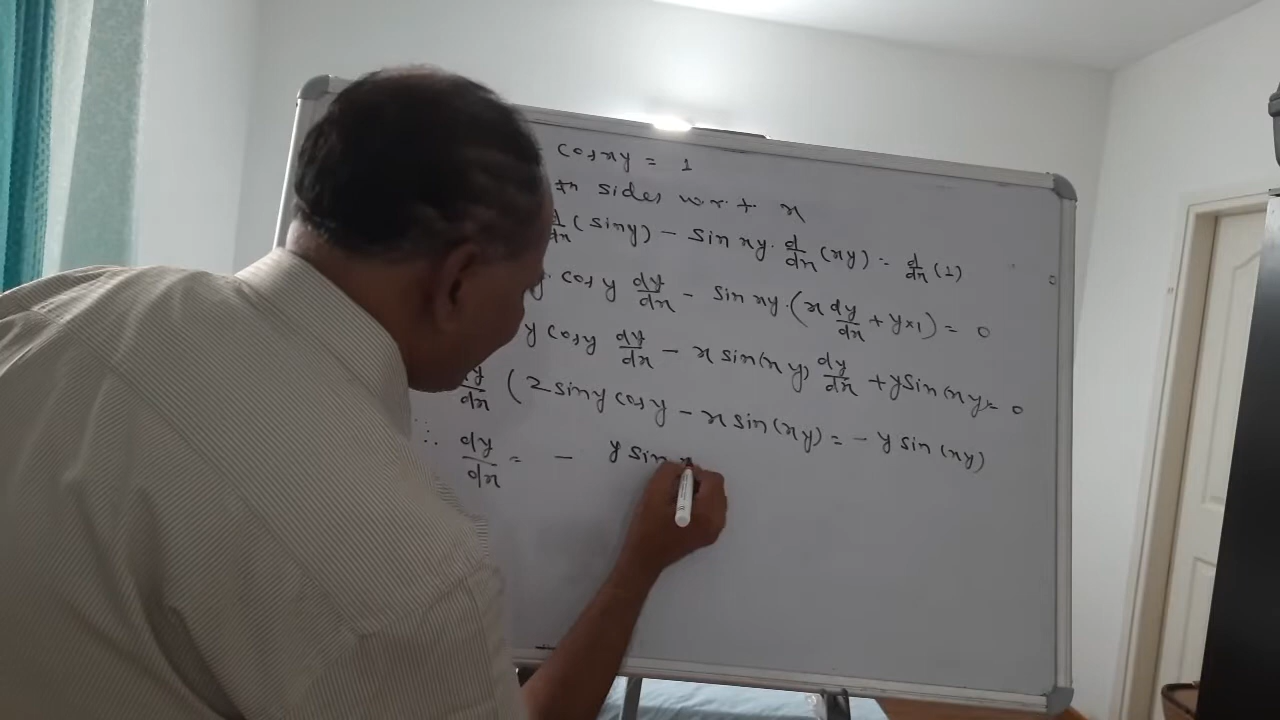 cos xy = 1
sides w.r.t x
d/dx (sin y) - sin xy . d/dx (xy) = d/dx (1)
cos y dy/dx - sin xy . (x dy/dx + y×1) = 0
y cos y dy/dx - x sin(xy) dy/dx + y sin(xy) = 0
dy/dx (2 sin y cos y - x sin(xy) = - y sin(xy)
∴ dy/dx = - y sin x